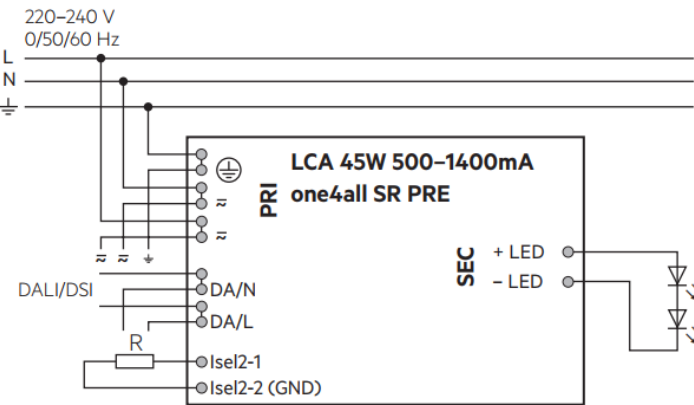 220–240 V
0/50/60 Hz
L
N
LCA 45W 500–1400mA
one4all SR PRE
PRI
SEC
+ LED
– LED
DALI/DSI
DA/N
DA/L
R
Isel2-1
Isel2-2 (GND)